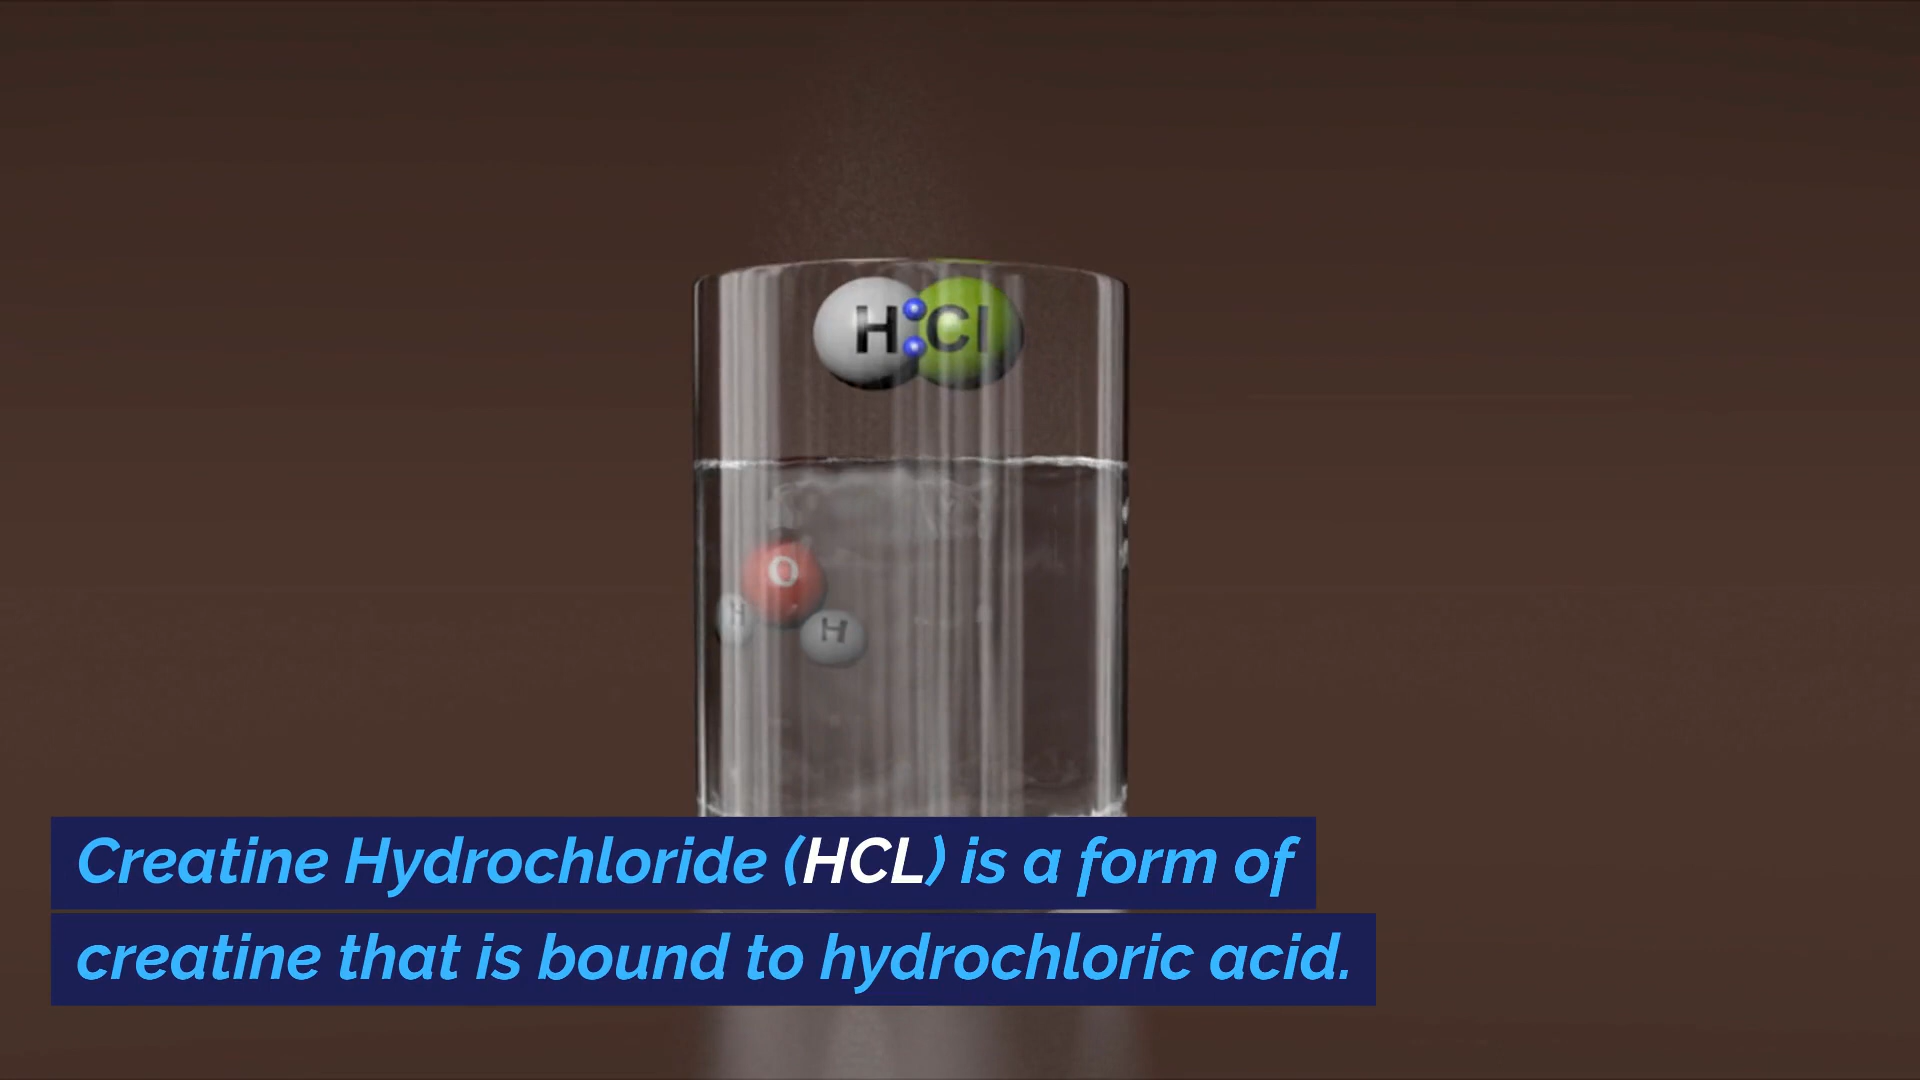 H Cl
O
H H
Creatine Hydrochloride (HCL) is a form of
creatine that is bound to hydrochloric acid.